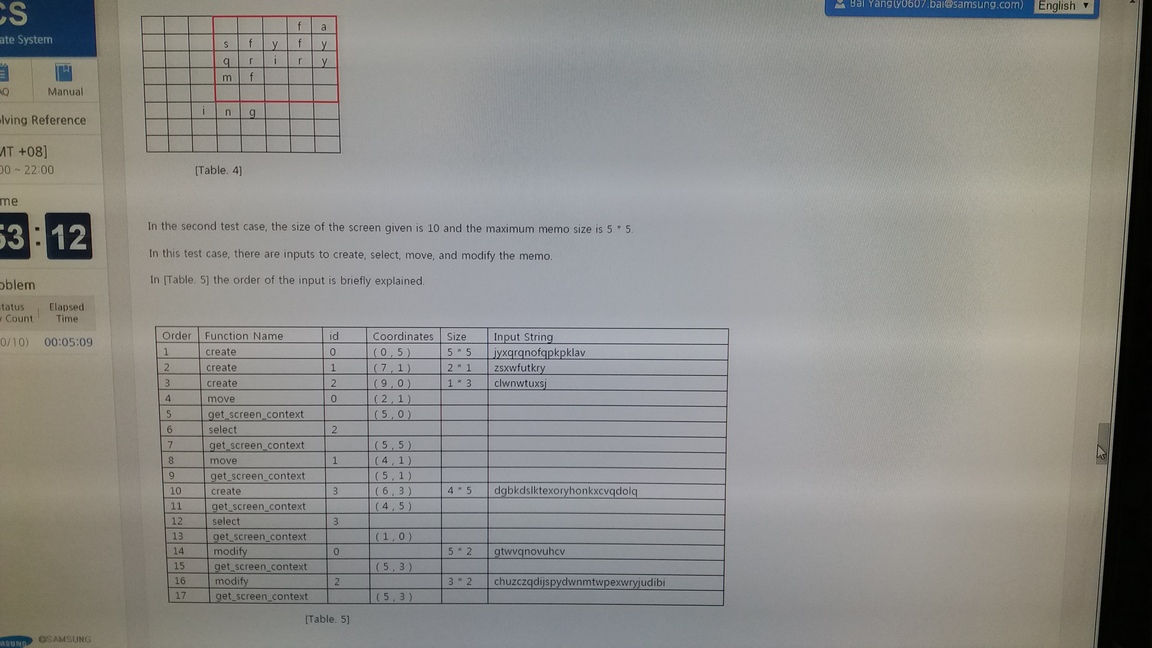 CS
ate System
Bai Yang(y0607.bai@samsung.com)
English ▼
AQ
Manual
lving Reference
MT +08]
00 ~ 22:00
me
53 : 12
oblem
tatus
y Count
Elapsed
Time
0/10) 00:05:09
f a
s f y f y
q r i r y
m f
i n g
[Table. 4]
In the second test case, the size of the screen given is 10 and the maximum memo size is 5 * 5.
In this test case, there are inputs to create, select, move, and modify the memo.
In [Table. 5] the order of the input is briefly explained.
Order Function Name id Coordinates Size Input String
1 create 0 ( 0 , 5 ) 5 * 5 jyxqrqnofqpkpklav
2 create 1 ( 7 , 1 ) 2 * 1 zsxwfutkry
3 create 2 ( 9 , 0 ) 1 * 3 clwnwtuxsj
4 move 0 ( 2 , 1 )
5 get_screen_context ( 5 , 0 )
6 select 2
7 get_screen_context ( 5 , 5 )
8 move 1 ( 4 , 1 )
9 get_screen_context ( 5 , 1 )
10 create 3 ( 6 , 3 ) 4 * 5 dgbkdslktexoryhonkxcvqdolq
11 get_screen_context ( 4 , 5 )
12 select 3
13 get_screen_context ( 1 , 0 )
14 modify 0 5 * 2 gtwvqnovuhcv
15 get_screen_context ( 5 , 3 )
16 modify 2 3 * 2 chuzczqdijspydwnmtwpexwryjudibi
17 get_screen_context ( 5 , 3 )
[Table. 5]
MSUNG @SAMSUNG